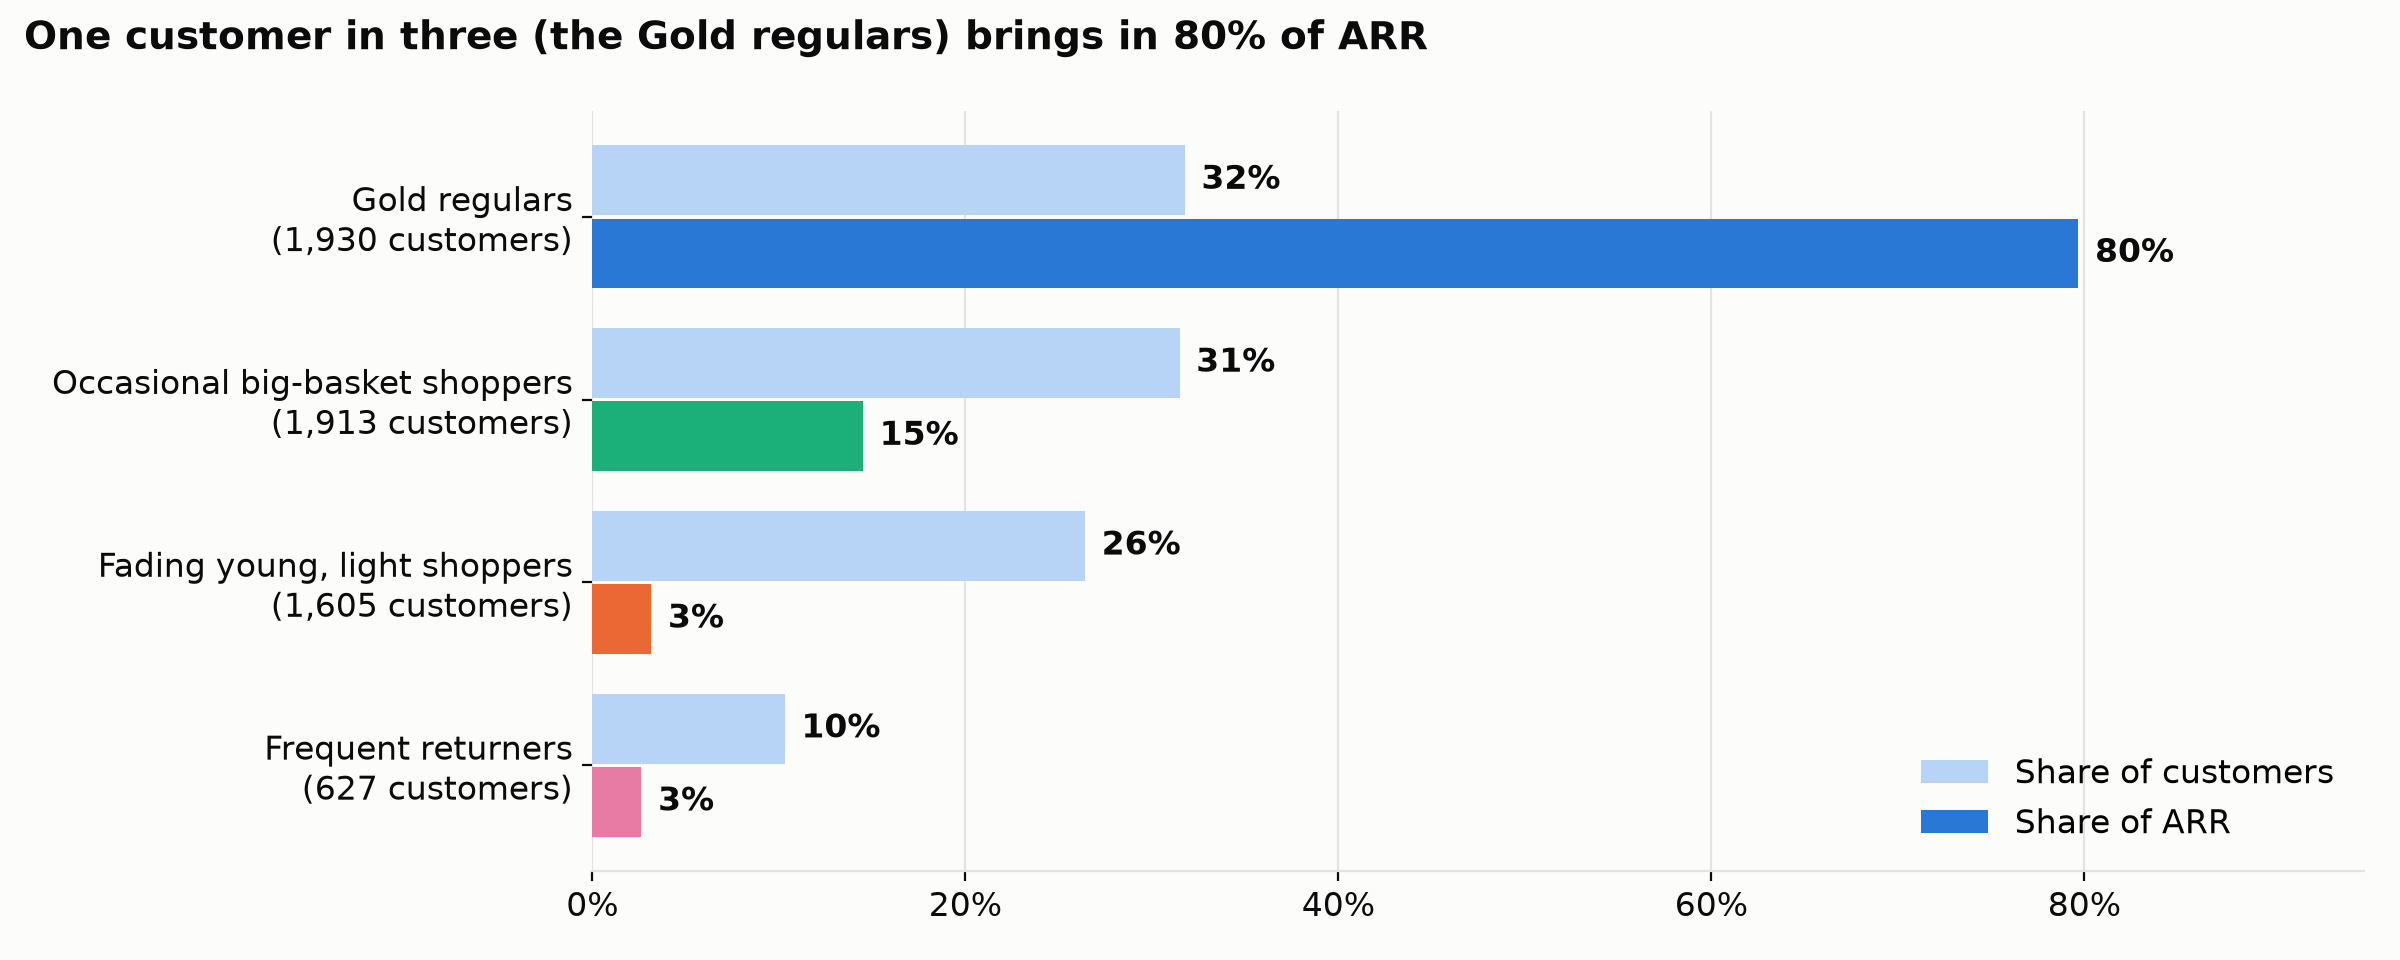 One customer in three (the Gold regulars) brings in 80% of ARR
Gold regulars
(1,930 customers)
32%
80%
Occasional big-basket shoppers
(1,913 customers)
31%
15%
Fading young, light shoppers
(1,605 customers)
26%
3%
Frequent returners
(627 customers)
10%
3%
Share of customers
Share of ARR
0%
20%
40%
60%
80%